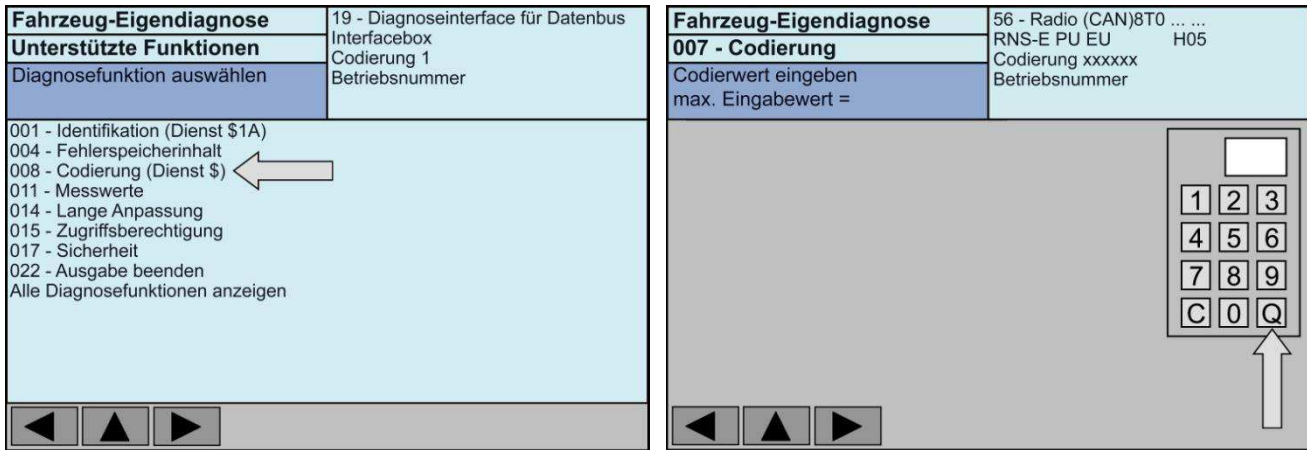 Fahrzeug-Eigendiagnose
Unterstützte Funktionen
Diagnosefunktion auswählen
19 - Diagnoseinterface für Datenbus
Interfacebox
Codierung 1
Betriebsnummer
001 - Identifikation (Dienst $1A)
004 - Fehlerspeicherinhalt
008 - Codierung (Dienst $)
011 - Messwerte
014 - Lange Anpassung
015 - Zugriffsberechtigung
017 - Sicherheit
022 - Ausgabe beenden
Alle Diagnosefunktionen anzeigen
Fahrzeug-Eigendiagnose
007 - Codierung
Codierwert eingeben
max. Eingabewert =
56 - Radio (CAN)8T0 ... ...
RNS-E PU EU H05
Codierung xxxxxx
Betriebsnummer
1 2 3
4 5 6
7 8 9
C 0 Q